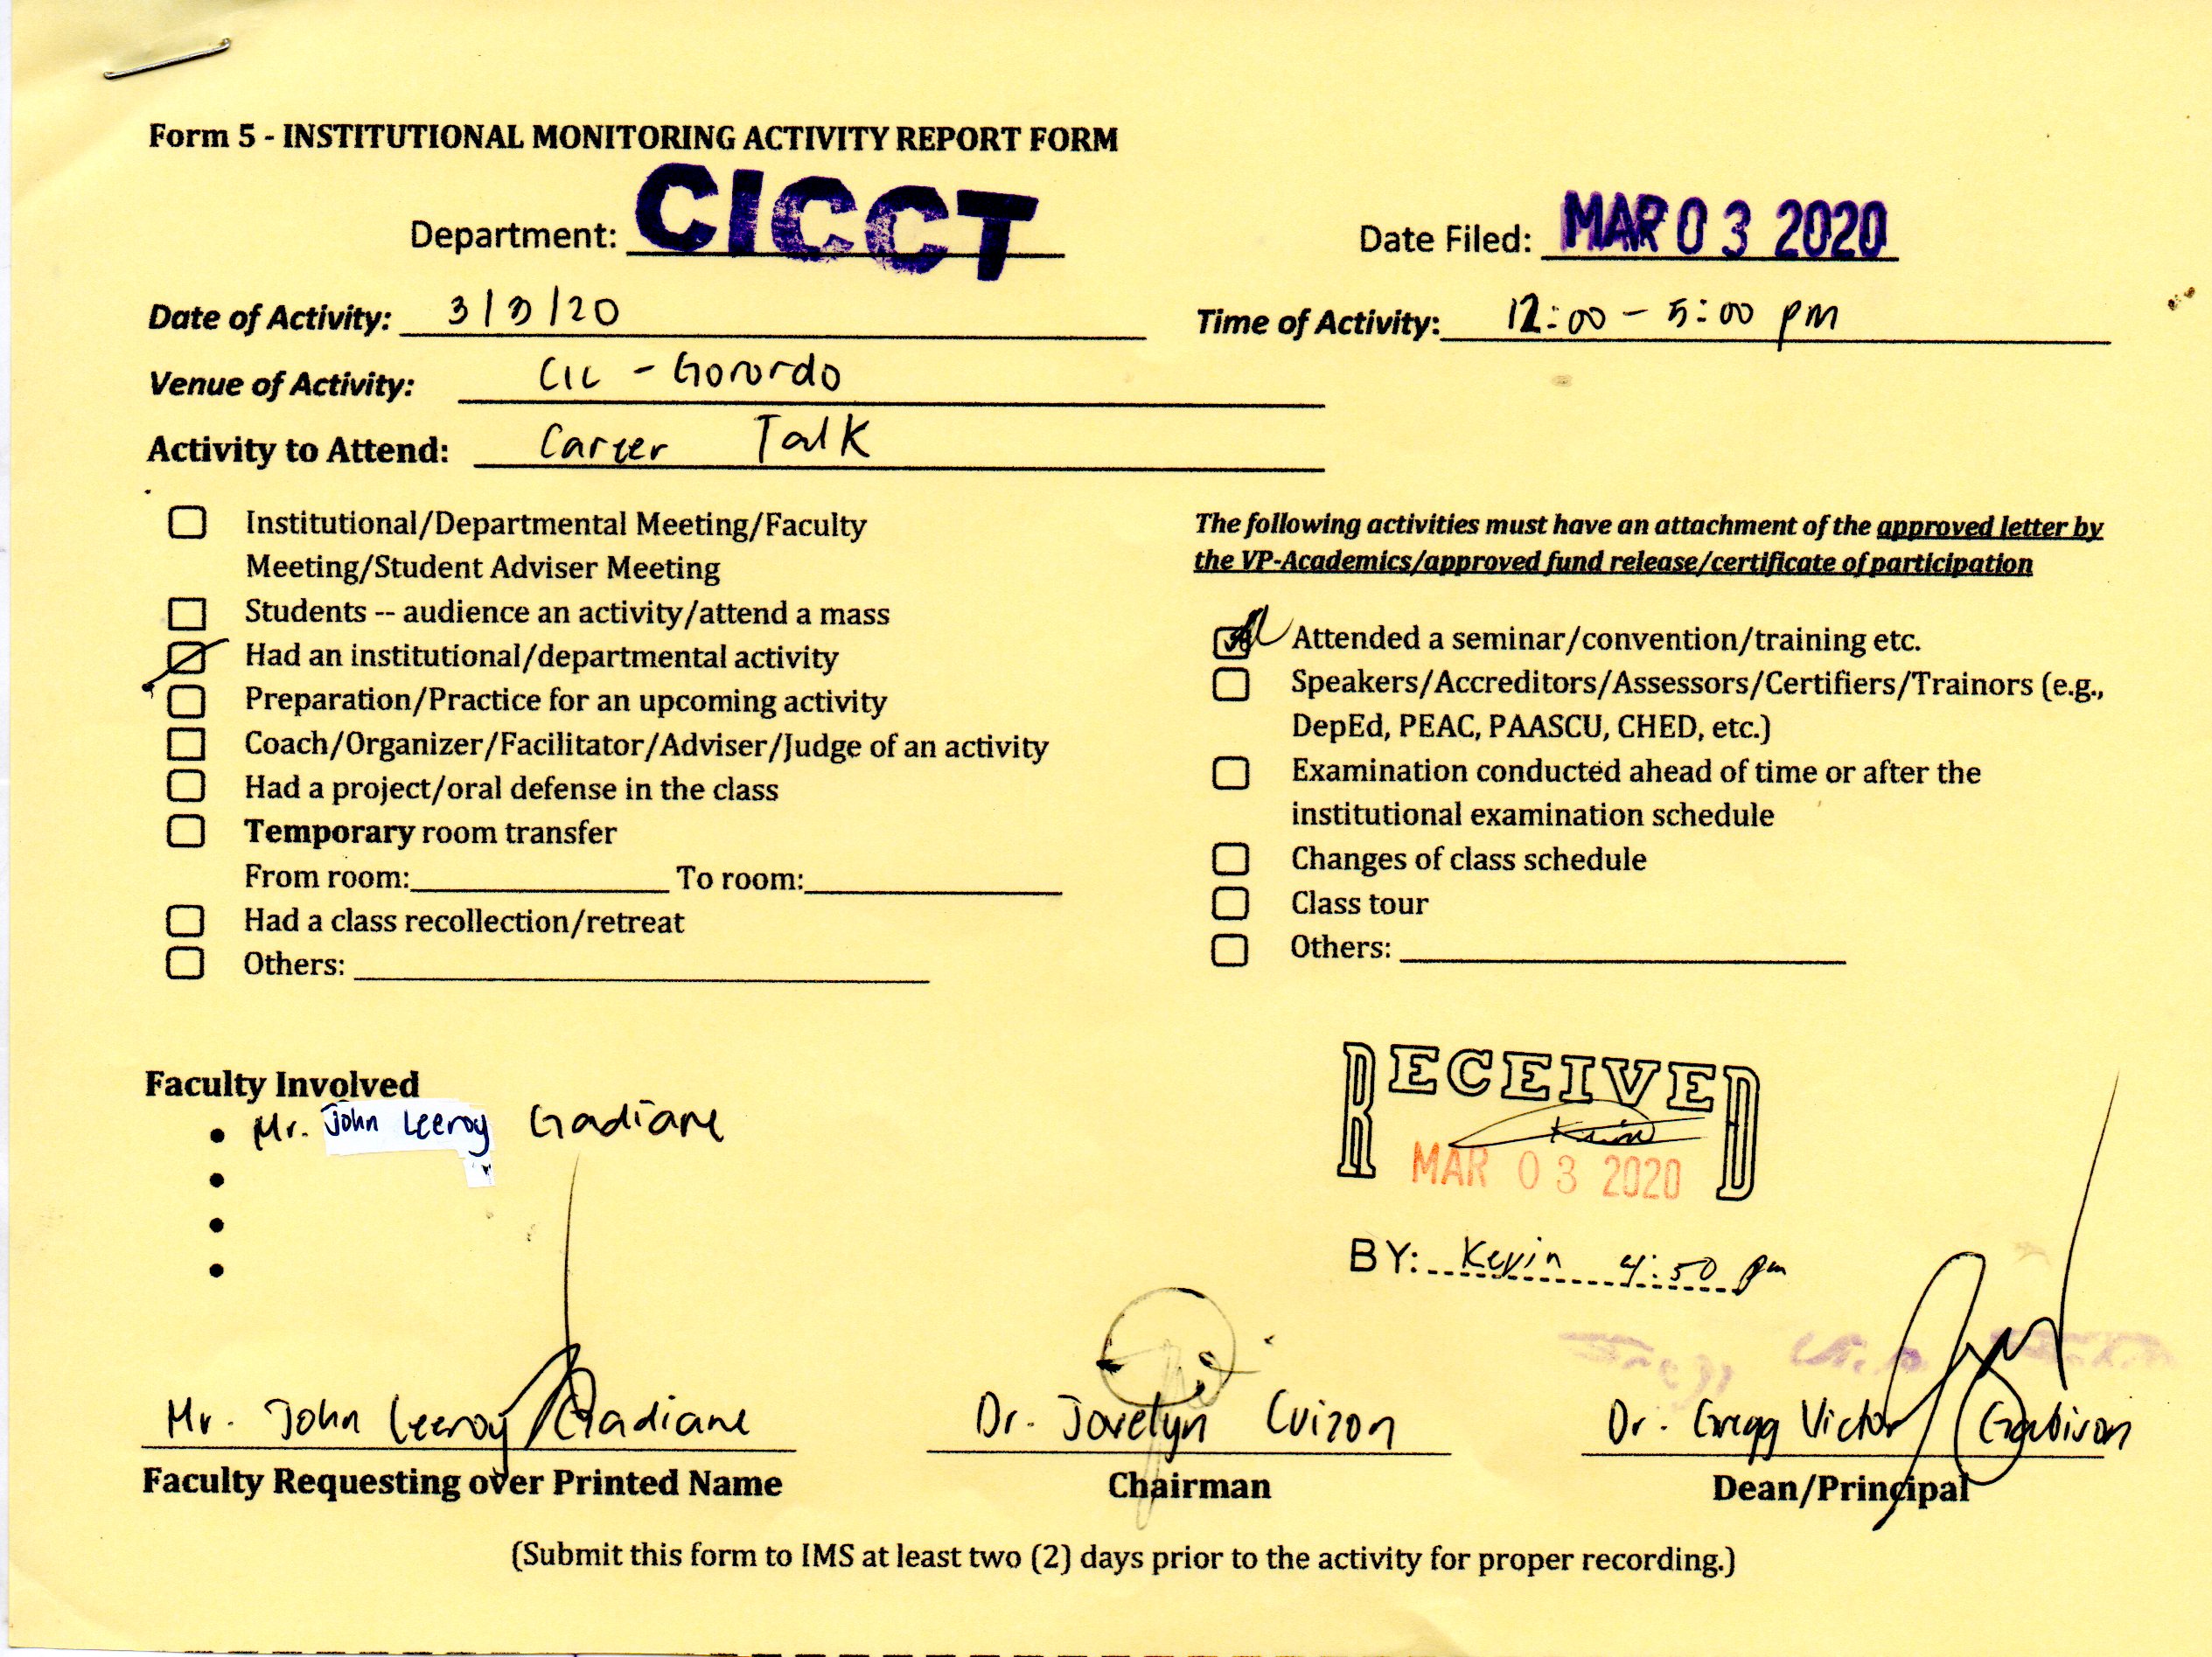 Form 5 - INSTITUTIONAL MONITORING ACTIVITY REPORT FORM
Department: CICCT
Date Filed: MAR 03 2020
Date of Activity: 3/3/20
Time of Activity: 12:00 - 5:00 pm
Venue of Activity: CIC - Gorordo
Activity to Attend: Career Talk
Institutional/Departmental Meeting/Faculty
Meeting/Student Adviser Meeting
Students -- audience an activity/attend a mass
Had an institutional/departmental activity
Preparation/Practice for an upcoming activity
Coach/Organizer/Facilitator/Adviser/Judge of an activity
Had a project/oral defense in the class
Temporary room transfer
From room: To room:
Had a class recollection/retreat
Others:
The following activities must have an attachment of the approved letter by
the VP-Academics/approved fund release/certificate of participation
Attended a seminar/convention/training etc.
Speakers/Accreditors/Assessors/Certifiers/Trainors (e.g.,
DepEd, PEAC, PAASCU, CHED, etc.)
Examination conducted ahead of time or after the
institutional examination schedule
Changes of class schedule
Class tour
Others:
Faculty Involved
• Mr. John Leeroy Gadiane
•
•
•
RECEIVED
MAR 03 2020
BY: Kevin 4:50 pm
Mr. John Leeroy Gadiane
Faculty Requesting over Printed Name
Dr. Jovelyn Cuizon
Chairman
Dr. Gregg Victor Gabison
Dean/Principal
(Submit this form to IMS at least two (2) days prior to the activity for proper recording.)